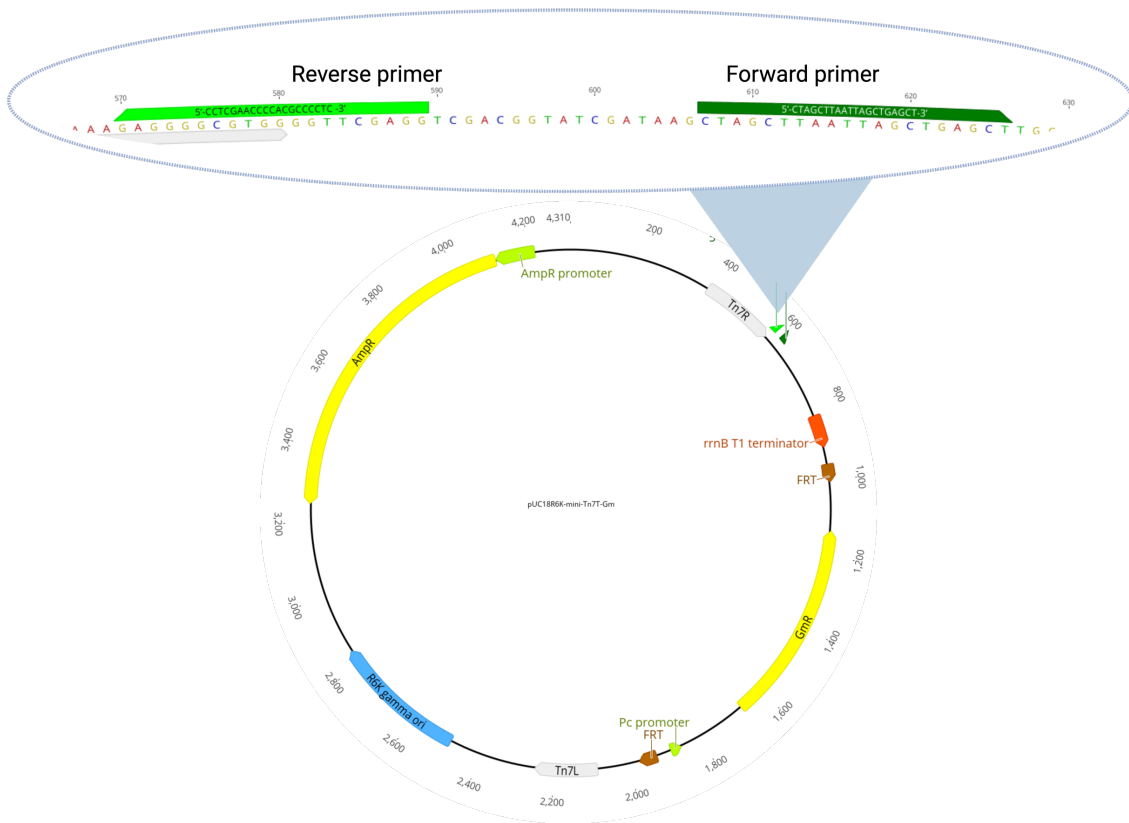 Reverse primer
Forward primer
570
580
590
600
610
620
630
5'-CCTCGAACCCCACGCCCCTC -3'
5'-CTAGCTTAATTAGCTGAGCT-3'
A A A G A G G G G C G T G G G G T T C G A G G T C G A C G G T A T C G A T A A G C T A G C T T A A T T A G C T G A G C T T G
4,200
4,310
200
400
600
800
1,000
1,200
1,400
1,600
1,800
2,000
2,200
2,400
2,600
2,800
3,000
3,200
3,400
3,600
3,800
4,000
AmpR promoter
Tn7R
AmpR
rrnB T1 terminator
FRT
pUC18R6K-mini-Tn7T-Gm
GmR
R6K gamma ori
Pc promoter
FRT
Tn7L